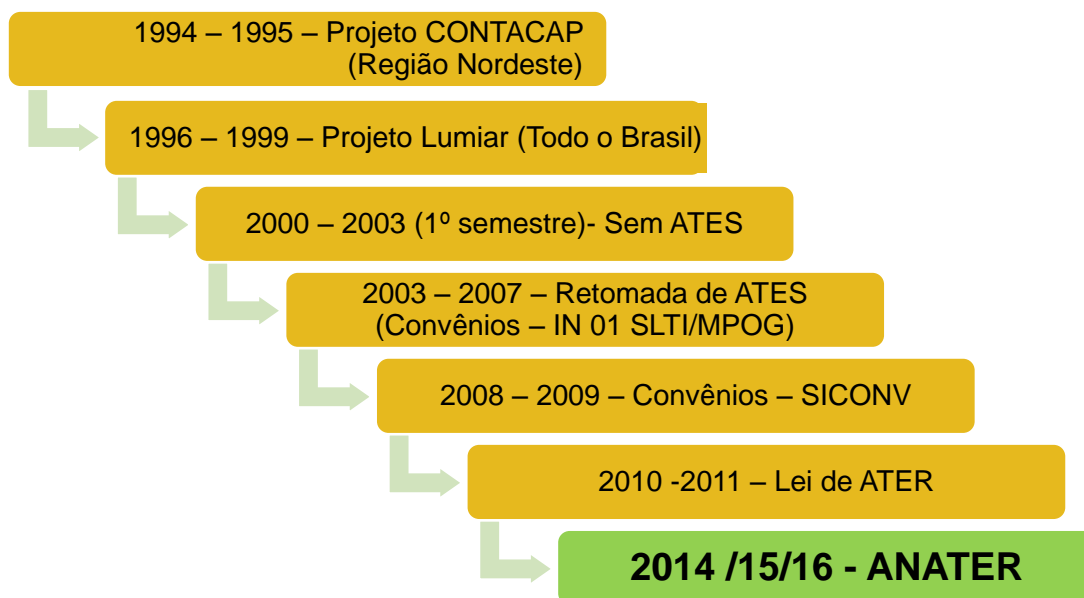 1994 – 1995 – Projeto CONTACAP
(Região Nordeste)
1996 – 1999 – Projeto Lumiar (Todo o Brasil)
2000 – 2003 (1º semestre)- Sem ATES
2003 – 2007 – Retomada de ATES
(Convênios – IN 01 SLTI/MPOG)
2008 – 2009 – Convênios – SICONV
2010 -2011 – Lei de ATER
2014 /15/16 - ANATER